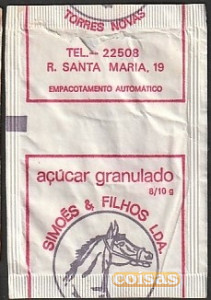 TORRES NOVAS
TEL.- 22508
R. SANTA MARIA, 19
EMPACOTAMENTO AUTOMATICO
açúcar granulado
8/10 g
SIMÕES & FILHOS LDA.
coisas